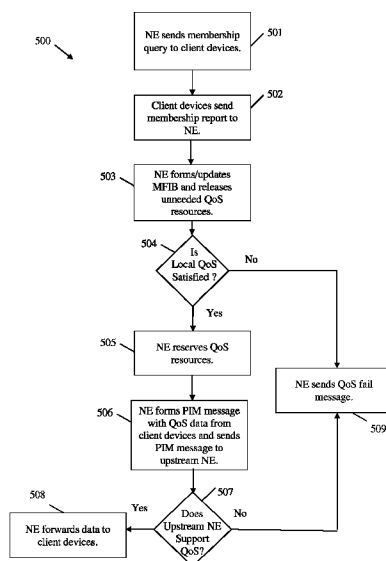 500
NE sends membership
query to client devices.
501
Client devices send
membership report to
NE.
502
503
NE forms/updates
MFIB and releases
unneeded QoS
resources.
504
Is
Local QoS
Satisfied ?
No
Yes
505
NE reserves QoS
resources.
NE sends QoS fail
message.
509
506
NE forms PIM message
with QoS data from
client devices and sends
PIM message to
upstream NE.
507
Does
Upstream NE
Support
QoS?
Yes
No
508
NE forwards data to
client devices.